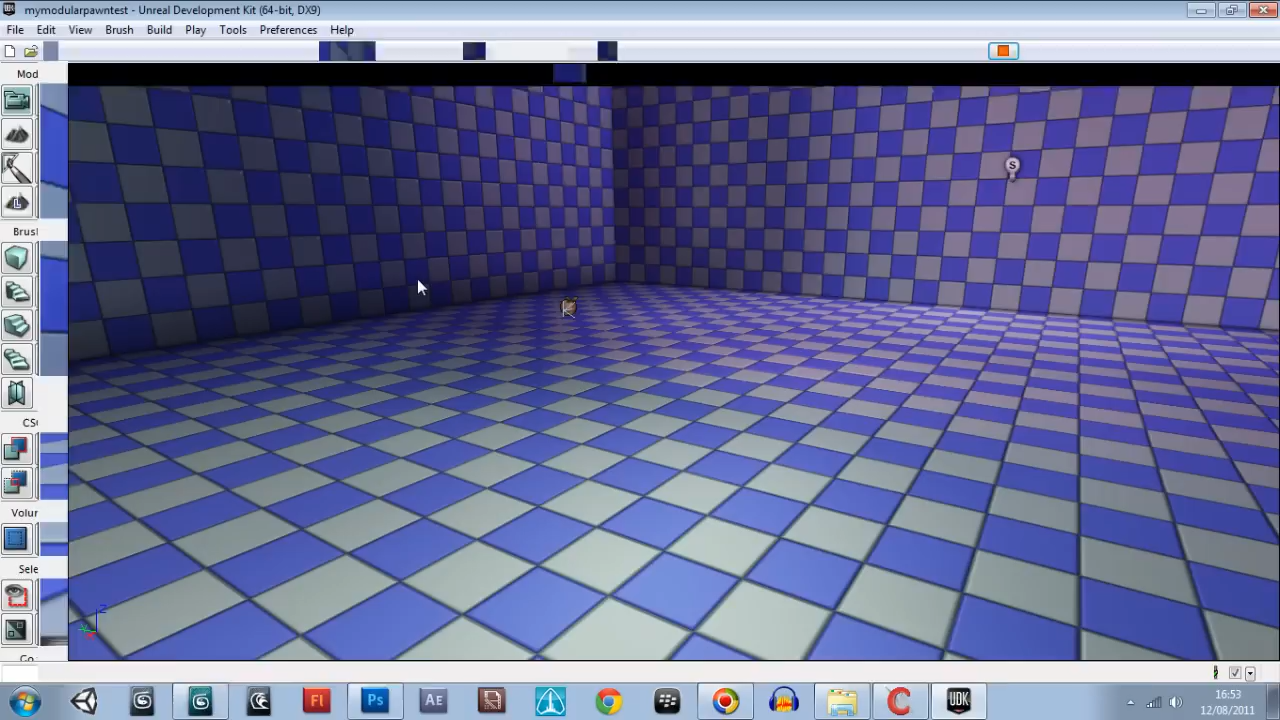 mymodularpawntest - Unreal Development Kit (64-bit, DX9)
File Edit View Brush Build Play Tools Preferences Help
Mod
S
L
Brus
CS
Volur
Sele
Z
Go
Fl Ps Ae UDK
16:53
12/08/2011